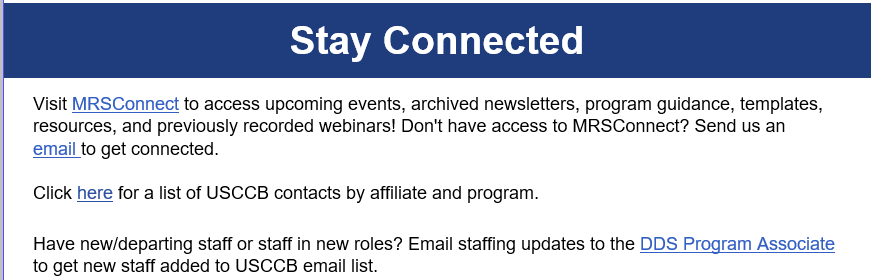 Stay Connected
Visit MRSConnect to access upcoming events, archived newsletters, program guidance, templates,
resources, and previously recorded webinars! Don't have access to MRSConnect? Send us an
email to get connected.
Click here for a list of USCCB contacts by affiliate and program.
Have new/departing staff or staff in new roles? Email staffing updates to the DDS Program Associate
to get new staff added to USCCB email list.